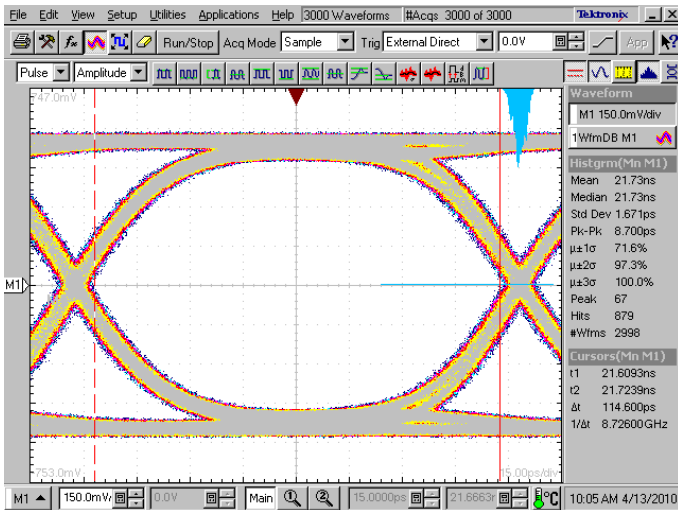 File Edit View Setup Utilities Applications Help 3000 Waveforms #Acqs 3000 of 3000 Tektronix
Run/Stop Acq Mode Sample Trig External Direct 0.0V App
Pulse Amplitude
747.0mV
Waveform
M1 150.0mV/div
1 WfmDB M1
Histgrm(Mn M1)
Mean 21.73ns
Median 21.73ns
Std Dev 1.671ps
Pk-Pk 8.700ps
µ±1σ 71.6%
µ±2σ 97.3%
µ±3σ 100.0%
Peak 67
Hits 879
#Wfms 2998
M1
Cursors(Mn M1)
t1 21.6093ns
t2 21.7239ns
Δt 114.600ps
1/Δt 8.72600GHz
-753.0mV 15.00ps/div
M1 150.0mV/ 0.0V Main 15.0000ps 21.6663r °C 10:05 AM 4/13/2010